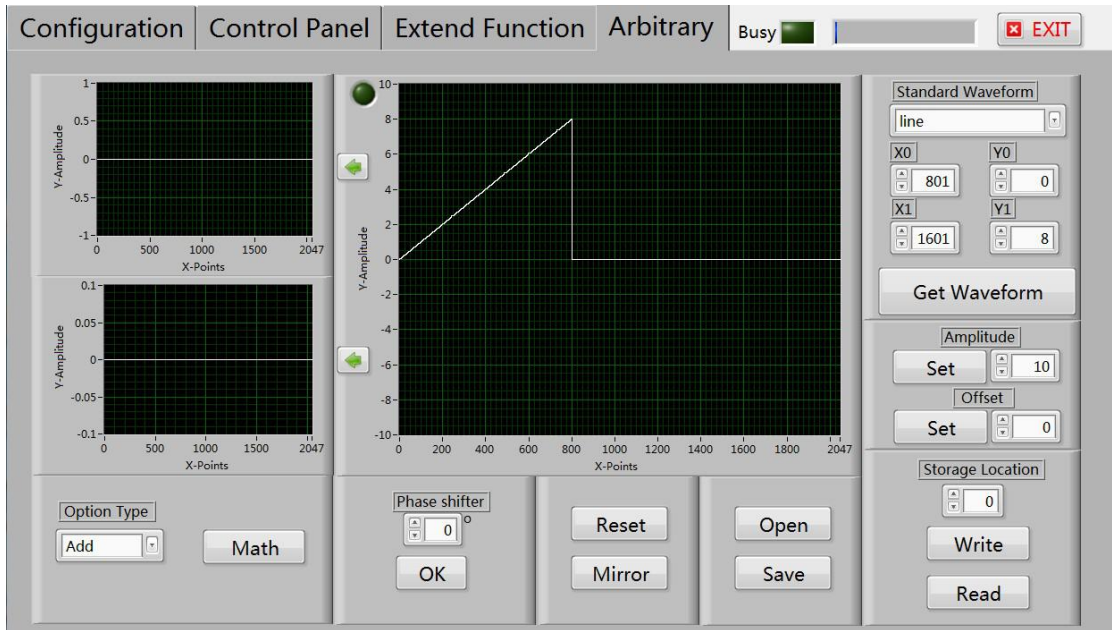 Configuration
Control Panel
Extend Function
Arbitrary
Busy
EXIT
1
0.5
0
-0.5
-1
Y-Amplitude
0 500 1000 1500 2047
X-Points
0.1
0.05
0
-0.05
-0.1
Y-Amplitude
0 500 1000 1500 2047
X-Points
10
8
6
4
2
0
-2
-4
-6
-8
-10
Y-Amplitude
0 200 400 600 800 1000 1200 1400 1600 1800 2047
X-Points
Standard Waveform
line
X0 Y0
801 0
X1 Y1
1601 8
Get Waveform
Amplitude
Set 10
Offset
Set 0
Storage Location
0
Write
Read
Option Type
Add
Math
Phase shifter
0 o
OK
Reset
Mirror
Open
Save